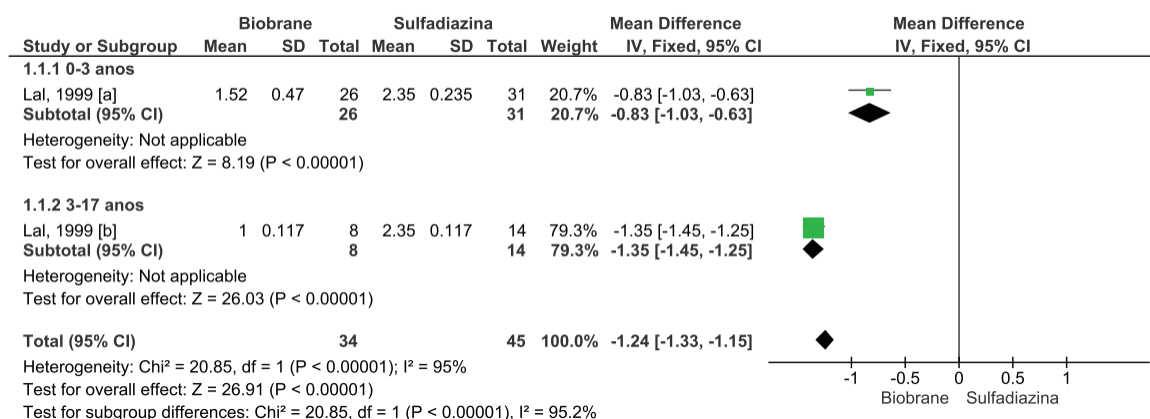 Biobrane Sulfadiazina Mean Difference Mean Difference
Study or Subgroup Mean SD Total Mean SD Total Weight IV, Fixed, 95% CI IV, Fixed, 95% CI
1.1.1 0-3 anos
Lal, 1999 [a] 1.52 0.47 26 2.35 0.235 31 20.7% -0.83 [-1.03, -0.63]
Subtotal (95% CI) 26 31 20.7% -0.83 [-1.03, -0.63]
Heterogeneity: Not applicable
Test for overall effect: Z = 8.19 (P < 0.00001)
1.1.2 3-17 anos
Lal, 1999 [b] 1 0.117 8 2.35 0.117 14 79.3% -1.35 [-1.45, -1.25]
Subtotal (95% CI) 8 14 79.3% -1.35 [-1.45, -1.25]
Heterogeneity: Not applicable
Test for overall effect: Z = 26.03 (P < 0.00001)
Total (95% CI) 34 45 100.0% -1.24 [-1.33, -1.15]
Heterogeneity: Chi² = 20.85, df = 1 (P < 0.00001); I² = 95%
Test for overall effect: Z = 26.91 (P < 0.00001)
Test for subgroup differences: Chi² = 20.85, df = 1 (P < 0.00001), I² = 95.2%
-1 -0.5 0 0.5 1
Biobrane Sulfadiazina